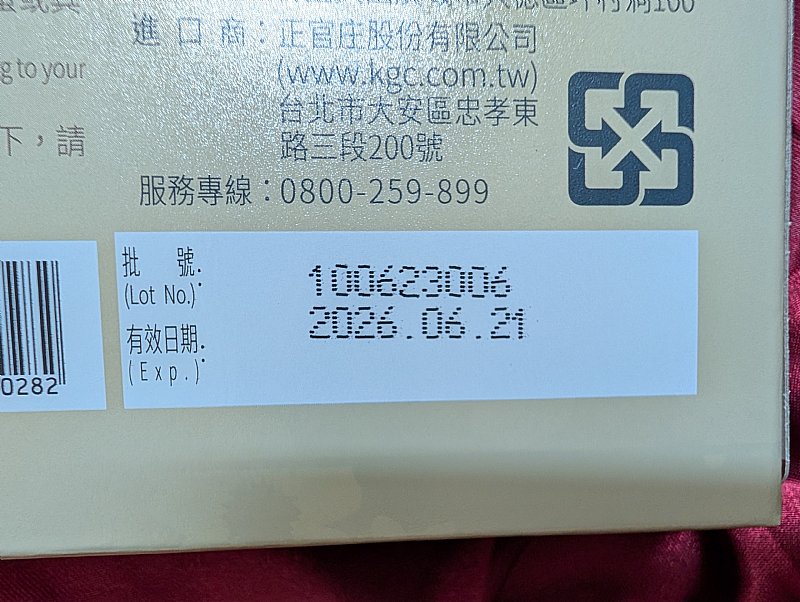 進口商：正官庄股份有限公司
(www.kgc.com.tw)
台北市大安區忠孝東
路三段200號
服務專線：0800-259-899
g to your
下，請
0282
批號:
(Lot No.):
100623006
有效日期:
(Exp.):
2026.06.21